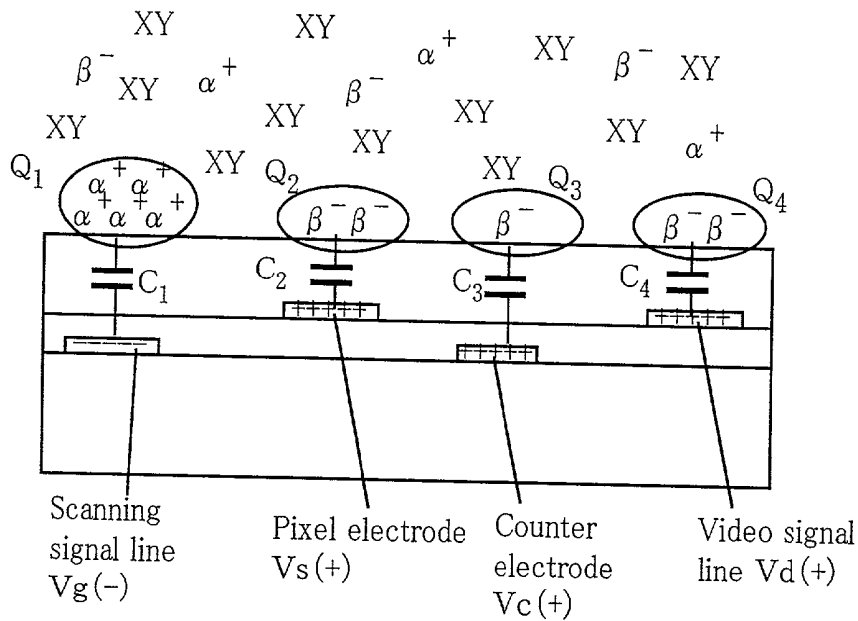 XY XY α⁺ XY β⁻ XY
β⁻ XY α⁺ β⁻
XY XY XY XY XY α⁺
XY XY
Q₁ Q₂ Q₃ Q₄
α⁺ α⁺
α⁺ α⁺ α⁺
β⁻ β⁻
β⁻
β⁻ β⁻
C₁ C₂ C₃ C₄
Scanning
signal line
Vg(-)
Pixel electrode
Vs(+)
Counter
electrode
Vc(+)
Video signal
line Vd(+)